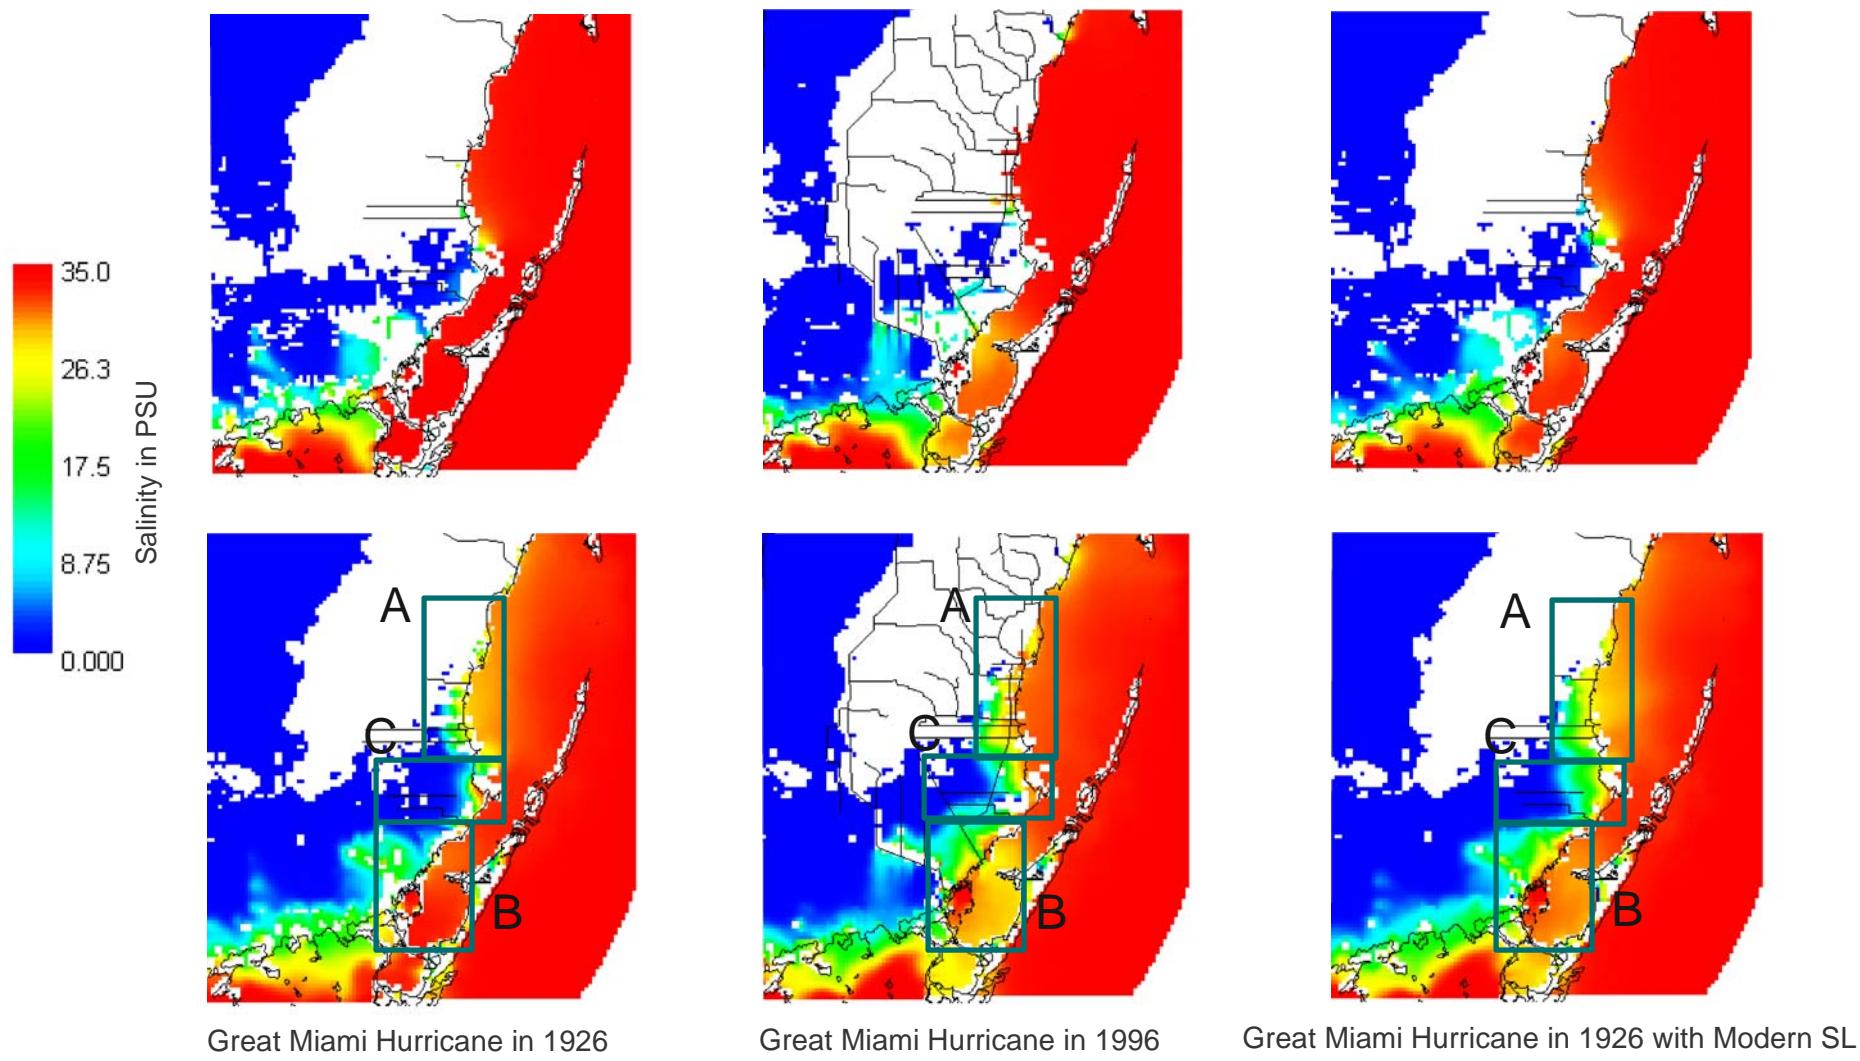 35.0
26.3
17.5
8.75
0.000
Salinity in PSU
A
C
B
A
C
B
A
C
B
Great Miami Hurricane in 1926
Great Miami Hurricane in 1996
Great Miami Hurricane in 1926 with Modern SL